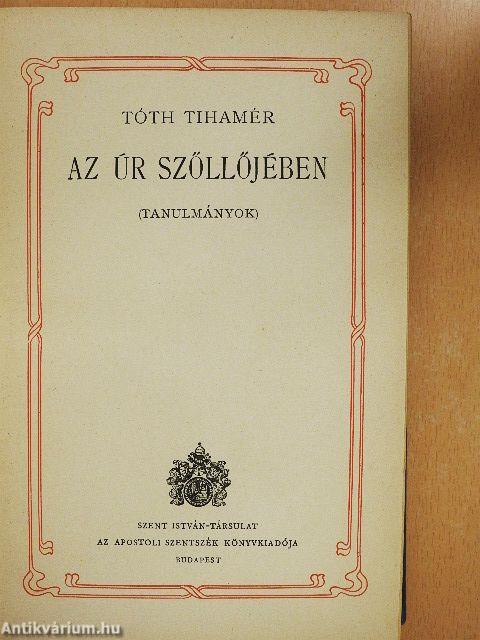 TÓTH TIHAMÉR
AZ ÚR SZŐLLŐJÉBEN
(TANULMÁNYOK)
SZENT ISTVÁN-TÁRSULAT
AZ APOSTOLI SZENTSZÉK KÖNYVKIADÓJA
BUDAPEST
Antikvárium.hu